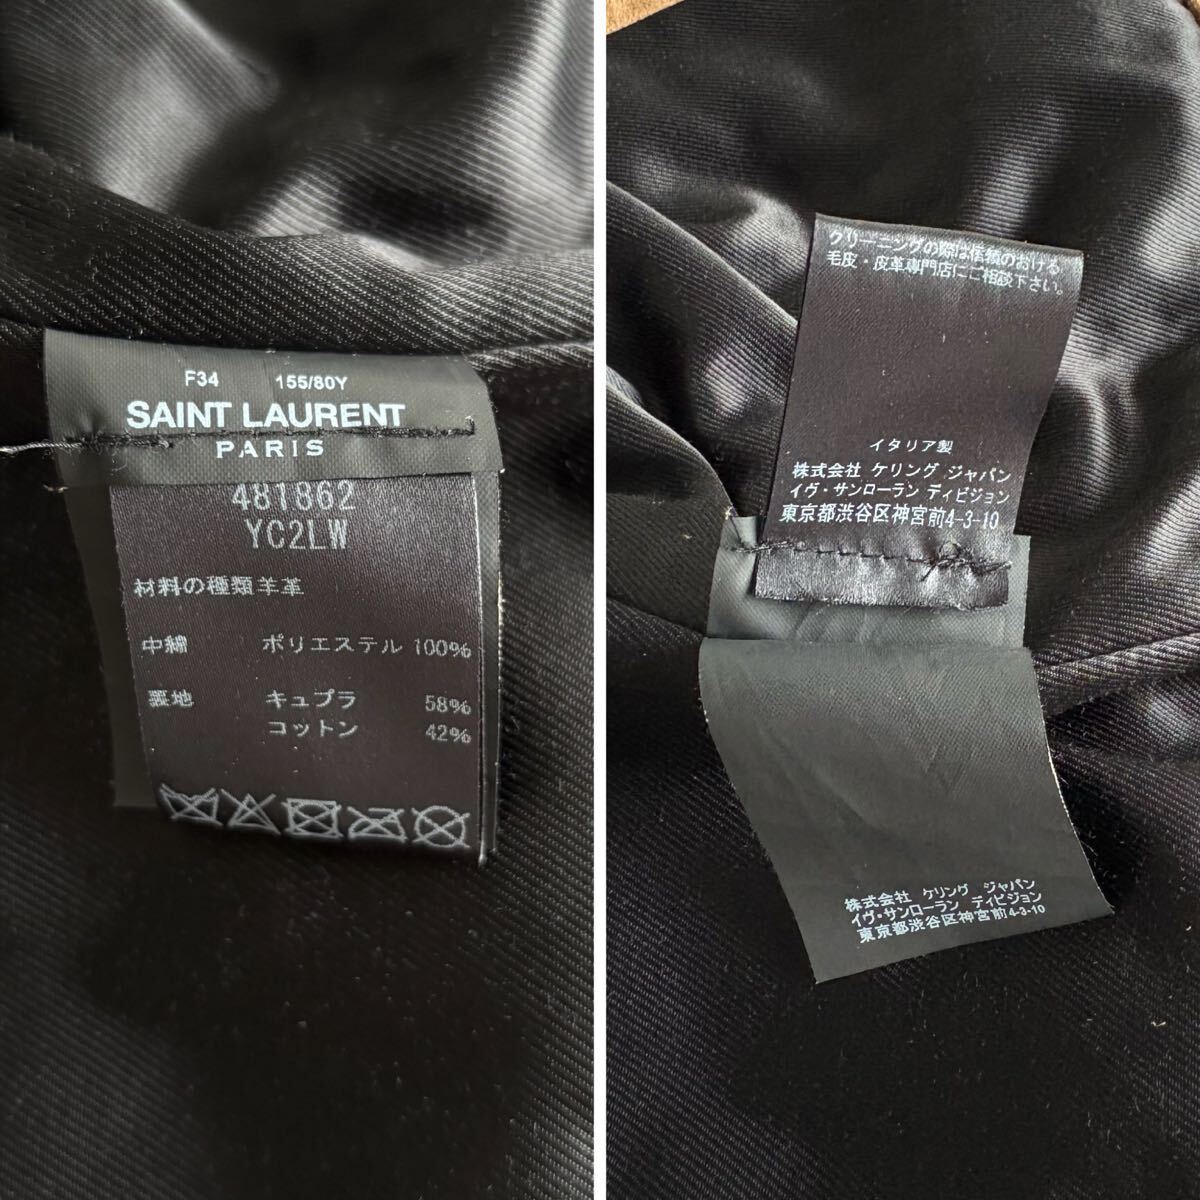 F34 155/80Y
SAINT LAURENT
PARIS
481862
YC2LW
材料の種類羊革
中綿 ポリエステル 100%
裏地 キュプラ 58%
コットン 42%
クリーニングの際は信頼のおける
毛皮・皮革専門店にご相談下さい。
イタリア製
株式会社 ケリング ジャパン
イヴ・サンローラン ディビジョン
東京都渋谷区神宮前4-3-10
株式会社 ケリング ジャパン
イヴ・サンローラン ディビジョン
東京都渋谷区神宮前4-3-10